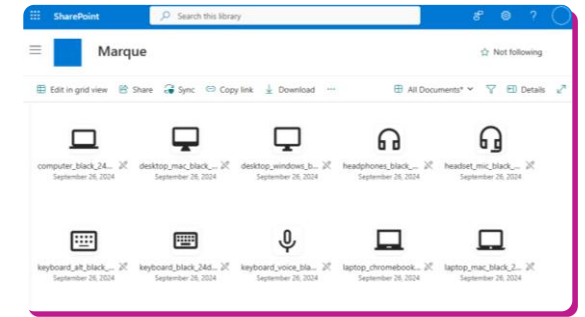 SharePoint Search this library ?
Marque Not following
Edit in grid view Share Sync Copy link Download ... All Documents* Details
computer_black_24... desktop_mac_black_... desktop_windows_b... headphones_black_... headset_mic_black_...
September 26, 2024 September 26, 2024 September 26, 2024 September 26, 2024 September 26, 2024
keyboard_alt_black_... keyboard_black_24d... keyboard_voice_bla... laptop_chromebook... laptop_mac_black_2...
September 26, 2024 September 26, 2024 September 26, 2024 September 26, 2024 September 26, 2024